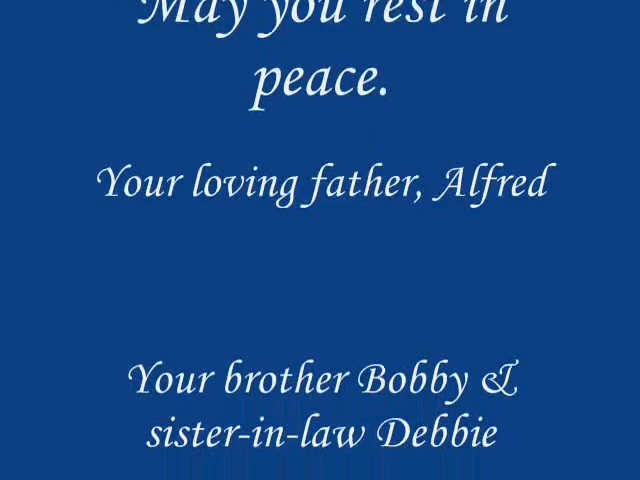 May you rest in
peace.
Your loving father, Alfred
Your brother Bobby &
sister-in-law Debbie